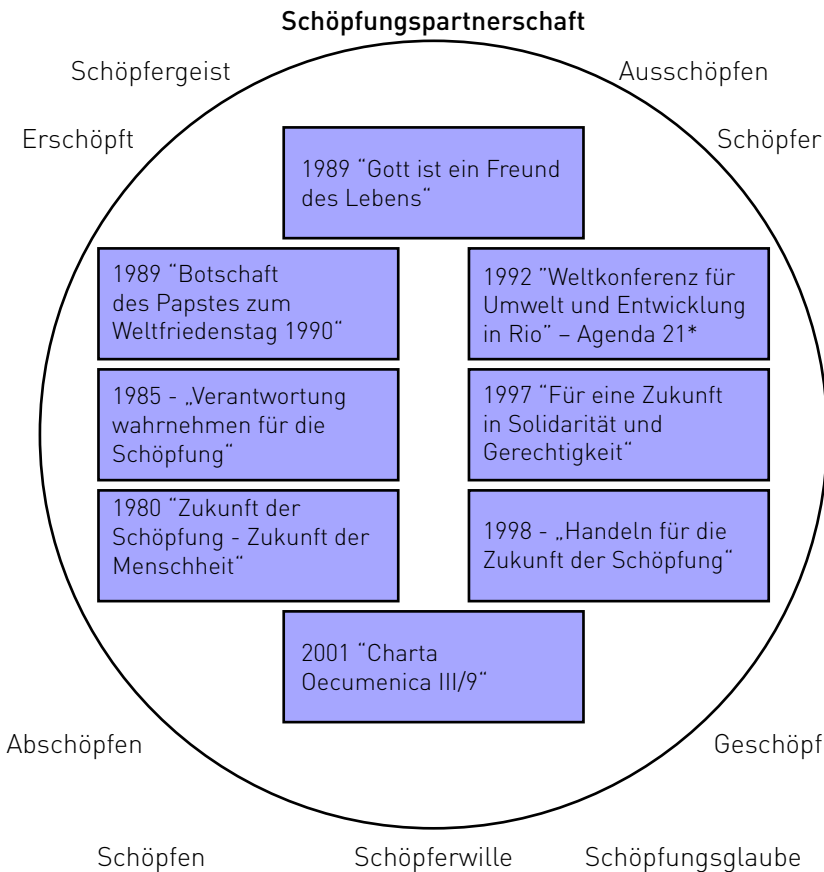 Schöpfungspartnerschaft
Schöpfergeist
Ausschöpfen
Erschöpft
Schöpfer
1989 “Gott ist ein Freund
des Lebens“
1989 “Botschaft
des Papstes zum
Weltfriedenstag 1990“
1992 ”Weltkonferenz für
Umwelt und Entwicklung
in Rio” – Agenda 21*
1985 - „Verantwortung
wahrnehmen für die
Schöpfung“
1997 “Für eine Zukunft
in Solidarität und
Gerechtigkeit“
1980 “Zukunft der
Schöpfung - Zukunft der
Menschheit“
1998 - „Handeln für die
Zukunft der Schöpfung“
2001 “Charta
Oecumenica III/9“
Abschöpfen
Geschöpf
Schöpfen
Schöpferwille
Schöpfungsglaube